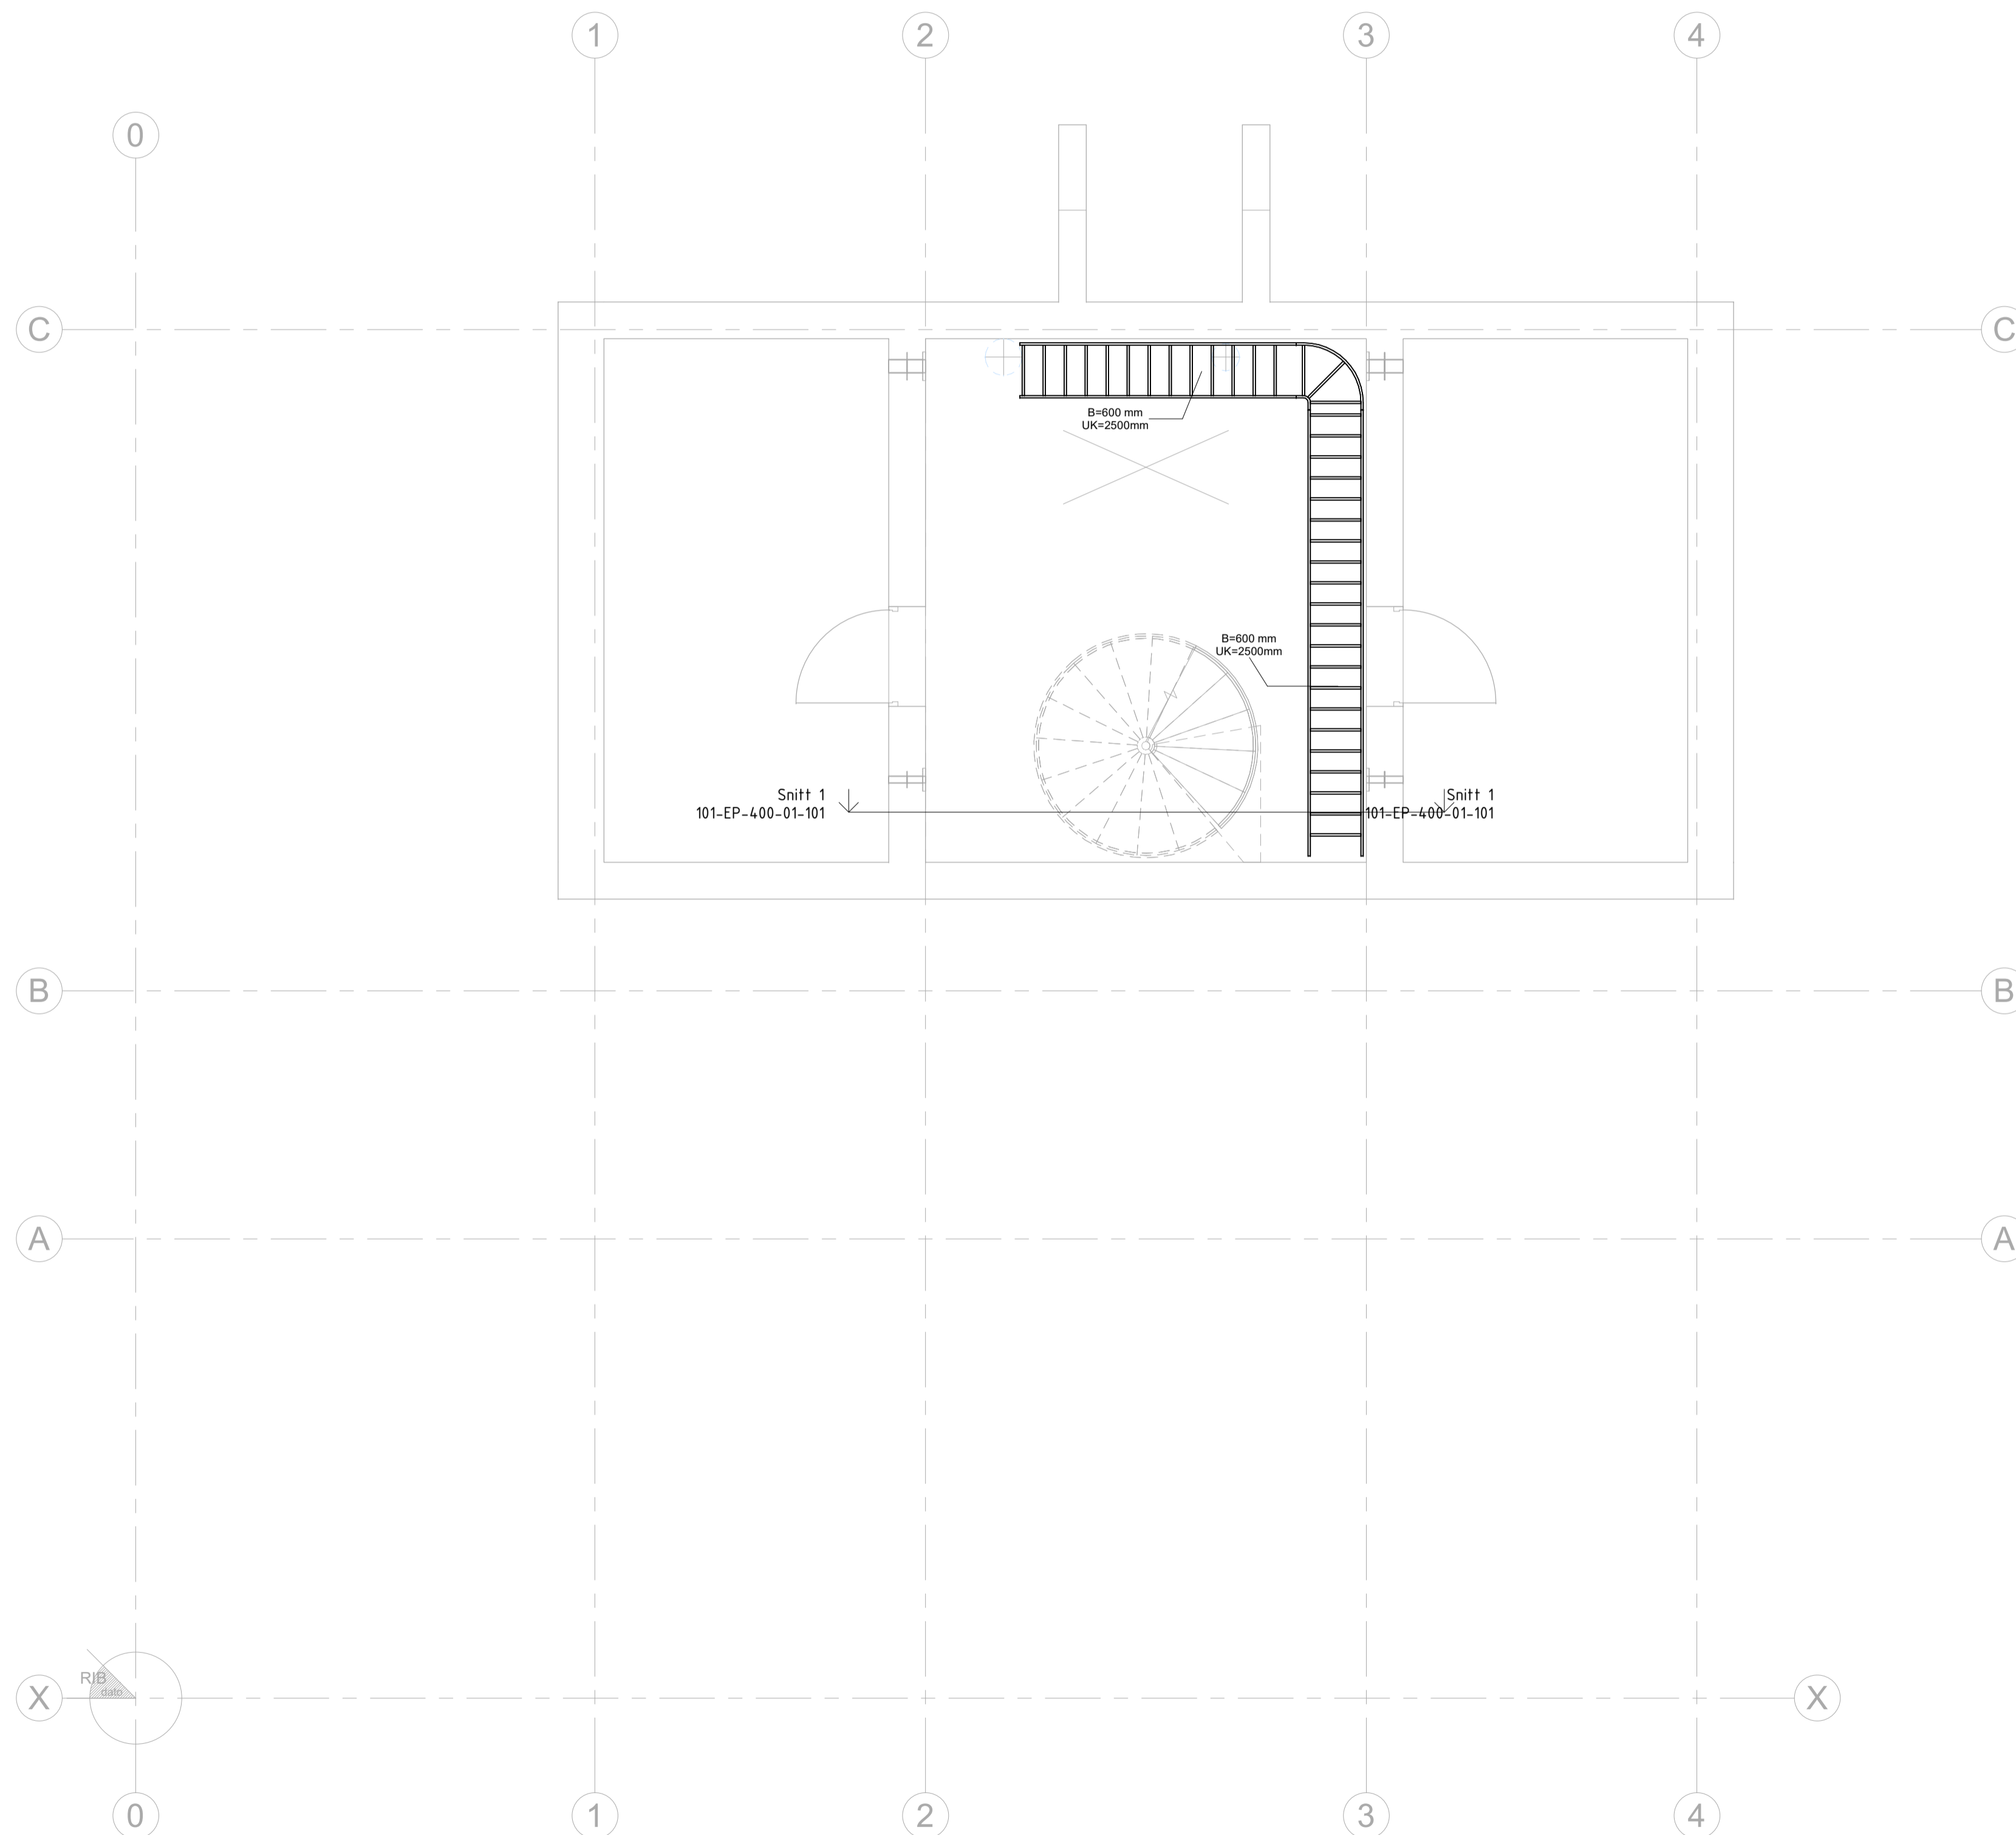 1
2
3
4
0
C
C
B=600 mm
UK=2500mm
B=600 mm
UK=2500mm
Snitt 1
101-EP-400-01-101
Snitt 1
101-EP-400-01-101
B
B
A
A
RIB
dato
X
X
0
1
2
3
4